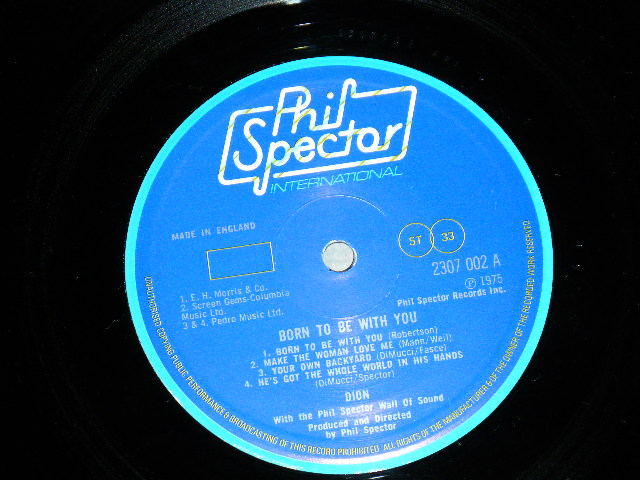 Phil
Spector
INTERNATIONAL
MADE IN ENGLAND
ST 33
2307 002 A
℗ 1975
Phil Spector Records Inc.
1. E. H. Morris & Co.
2. Screen Gems-Columbia
Music Ltd.
3 & 4. Pedro Music Ltd.
BORN TO BE WITH YOU
1. BORN TO BE WITH YOU (Robertson)
2. MAKE THE WOMAN LOVE ME (Mann/Weil)
3. YOUR OWN BACKYARD (DiMucci/Fasce)
4. HE'S GOT THE WHOLE WORLD IN HIS HANDS
(DiMucci/Spector)
DION
With the Phil Spector Wall Of Sound
Produced and Directed
by Phil Spector
UNAUTHORISED COPYING PUBLIC PERFORMANCE & BROADCASTING OF THIS RECORD PROHIBITED. ALL RIGHTS OF THE MANUFACTURER & OF THE OWNER OF THE RECORDED WORK RESERVED